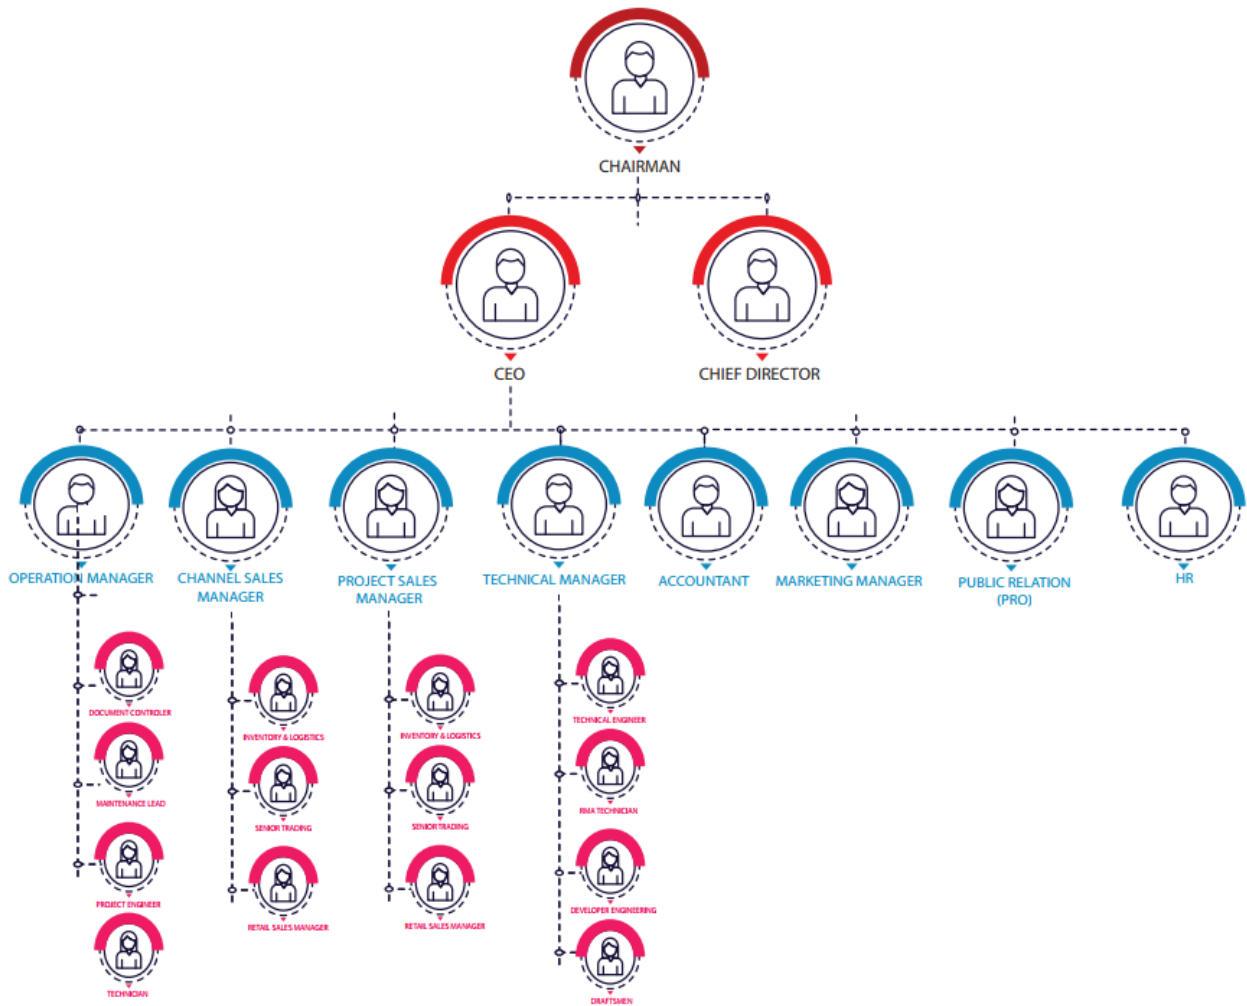 CHAIRMAN
CEO
CHIEF DIRECTOR
OPERATION MANAGER
CHANNEL SALES
MANAGER
PROJECT SALES
MANAGER
TECHNICAL MANAGER
ACCOUNTANT
MARKETING MANAGER
PUBLIC RELATION
(PRO)
HR
DOCUMENT CONTROLER
MAINTENANCE LEAD
PROJECT ENGINEER
TECHNICIAN
INVENTORY & LOGISTICS
SENIOR TRADING
RETAIL SALES MANAGER
INVENTORY & LOGISTICS
SENIOR TRADING
RETAIL SALES MANAGER
TECHNICAL ENGINEER
RMA TECHNICIAN
DEVELOPER ENGINEERING
DRAFTSMEN